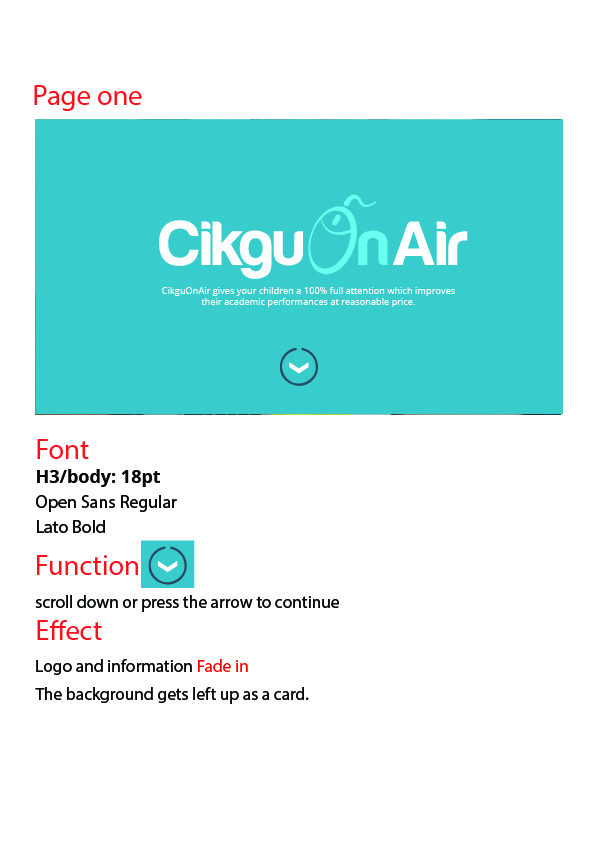 Page one
CikguOnAir
CikguOnAir gives your children a 100% full attention which improves
their academic performances at reasonable price.
Font
H3/body: 18pt
Open Sans Regular
Lato Bold
Function
scroll down or press the arrow to continue
Effect
Logo and information Fade in
The background gets left up as a card.